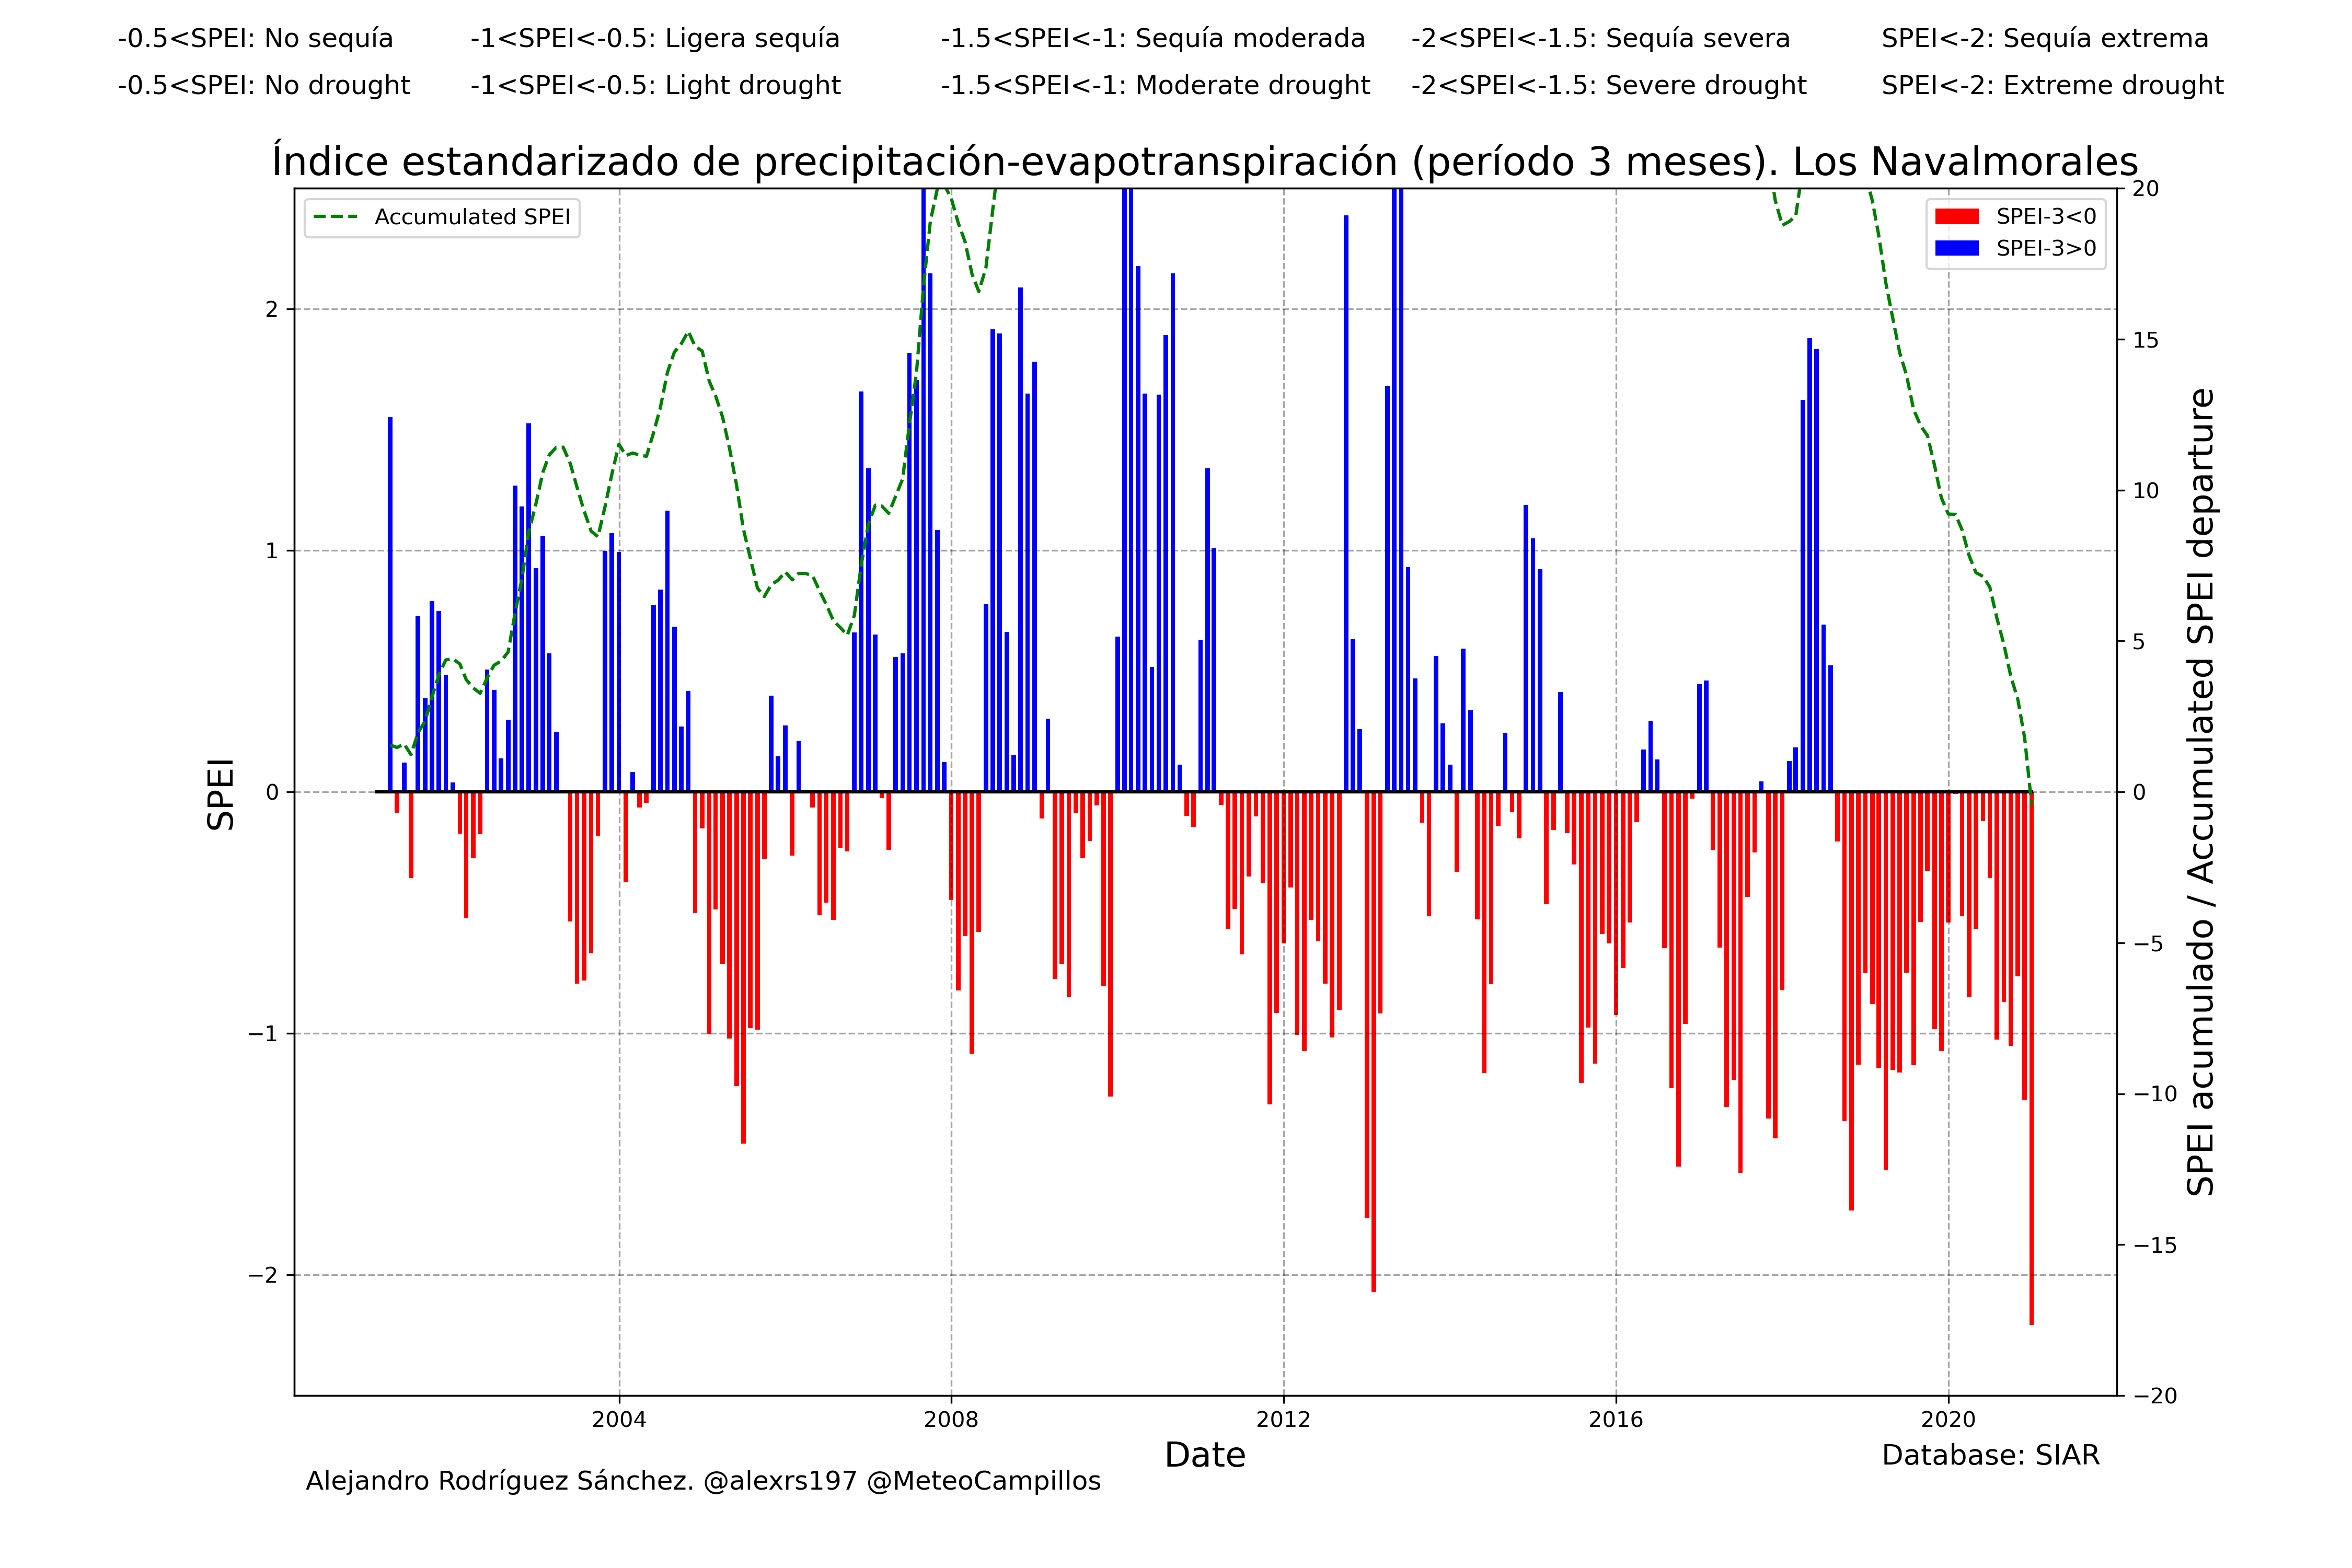 -0.5<SPEI: No sequía -1<SPEI<-0.5: Ligera sequía -1.5<SPEI<-1: Sequía moderada -2<SPEI<-1.5: Sequía severa SPEI<-2: Sequía extrema
-0.5<SPEI: No drought -1<SPEI<-0.5: Light drought -1.5<SPEI<-1: Moderate drought -2<SPEI<-1.5: Severe drought SPEI<-2: Extreme drought
Índice estandarizado de precipitación-evapotranspiración (período 3 meses). Los Navalmorales
Accumulated SPEI
SPEI-3<0
SPEI-3>0
SPEI
2
1
0
−1
−2
20
15
10
5
0
−5
−10
−15
−20
SPEI acumulado / Accumulated SPEI departure
2004 2008 2012 2016 2020
Date
Database: SIAR
Alejandro Rodríguez Sánchez. @alexrs197 @MeteoCampillos